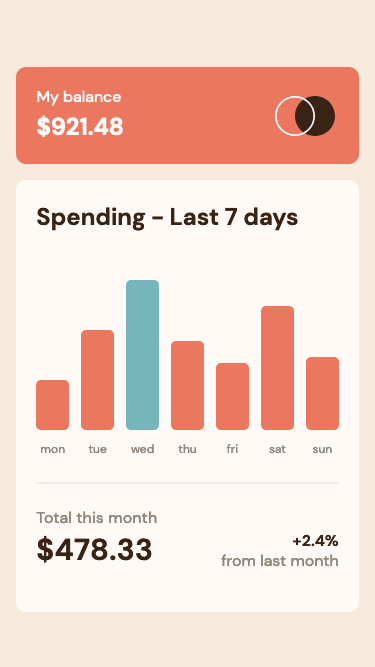 My balance
$921.48
Spending - Last 7 days
mon tue wed thu fri sat sun
Total this month
$478.33
+2.4%
from last month